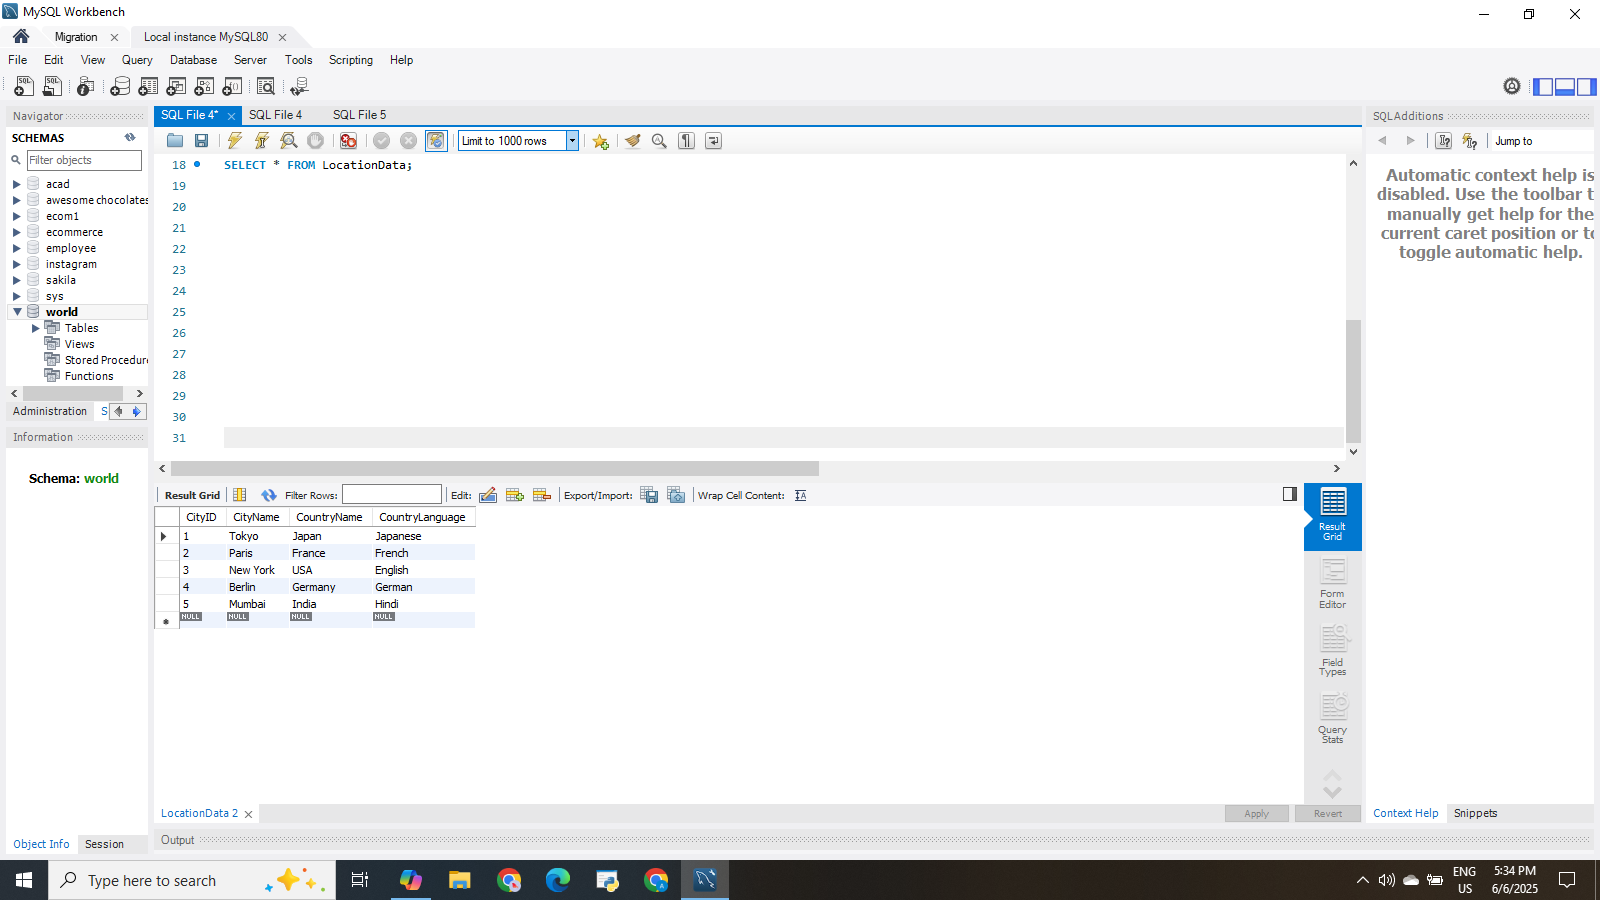 MySQL Workbench
Migration
Local instance MySQL80
File Edit View Query Database Server Tools Scripting Help
Navigator
SCHEMAS
Filter objects
acad
awesome chocolates
ecom1
ecommerce
employee
instagram
sakila
sys
world
Tables
Views
Stored Procedur
Functions
Administration S
Information
Schema: world
Object Info Session
SQL File 4* SQL File 4 SQL File 5
Limit to 1000 rows
18 SELECT * FROM LocationData;
19
20
21
22
23
24
25
26
27
28
29
30
31
Result Grid Filter Rows: Edit: Export/Import: Wrap Cell Content:
CityID CityName CountryName CountryLanguage
1 Tokyo Japan Japanese
2 Paris France French
3 New York USA English
4 Berlin Germany German
5 Mumbai India Hindi
NULL NULL NULL NULL
Result
Grid
Form
Editor
Field
Types
Query
Stats
LocationData 2
Apply Revert
Output
SQLAdditions
Jump to
Automatic context help is
disabled. Use the toolbar t
manually get help for the
current caret position or to
toggle automatic help.
Context Help Snippets
Type here to search
ENG
US
5:34 PM
6/6/2025